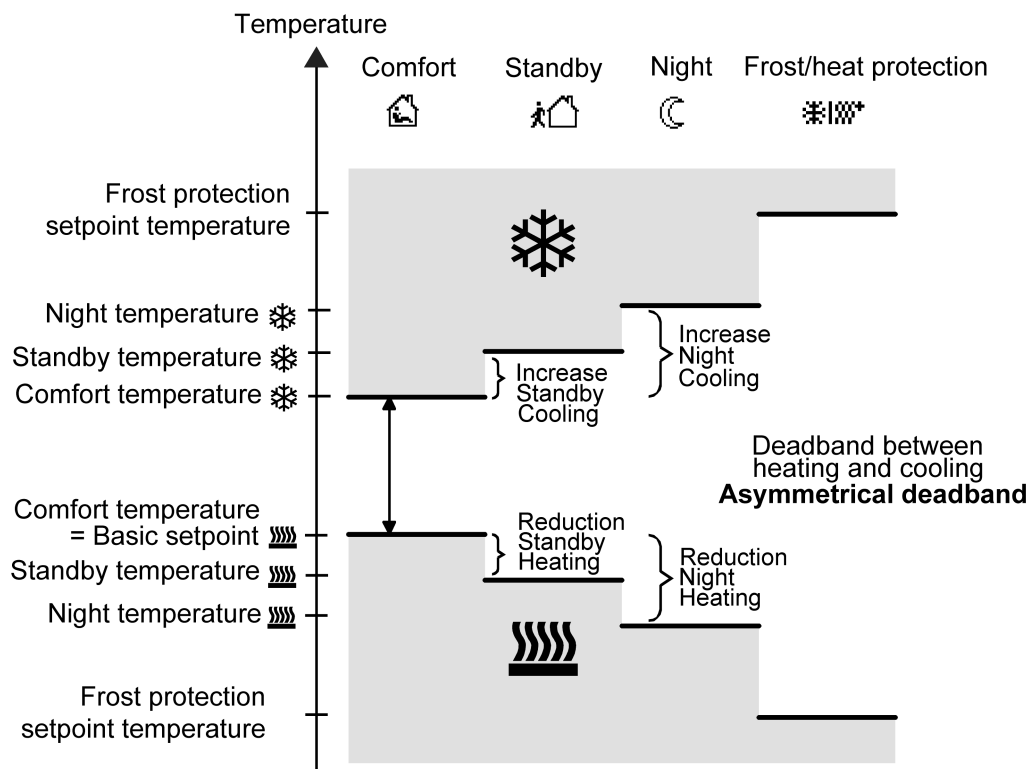 Temperature
Comfort
Standby
Night
Frost/heat protection
Frost protection
setpoint temperature
Night temperature
Standby temperature
Comfort temperature
Increase
Standby
Cooling
Increase
Night
Cooling
Deadband between
heating and cooling
Asymmetrical deadband
Comfort temperature
= Basic setpoint
Standby temperature
Night temperature
Reduction
Standby
Heating
Reduction
Night
Heating
Frost protection
setpoint temperature